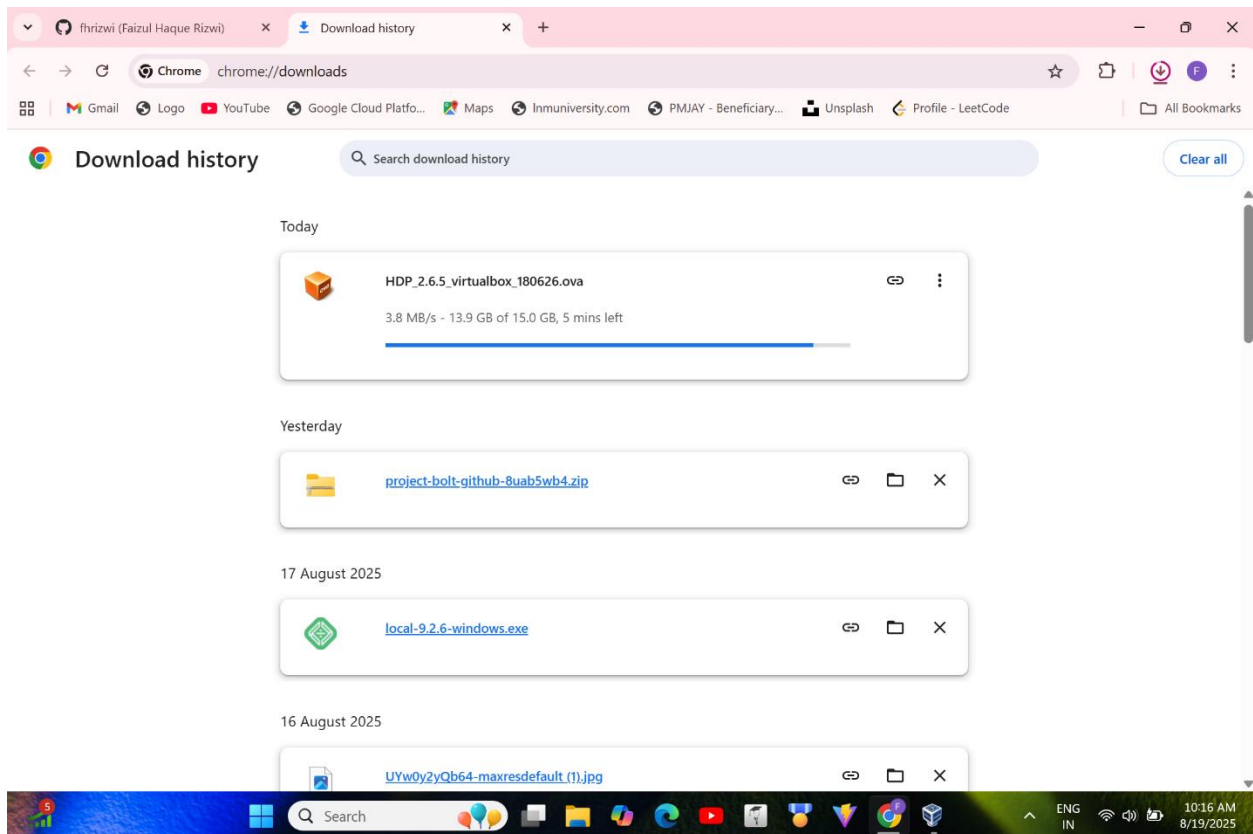 fhrizwi (Faizul Haque Rizwi)
Download history
Chrome chrome://downloads
F
Gmail Logo YouTube Google Cloud Platfo... Maps Inmuniversity.com PMJAY - Beneficiary... Unsplash Profile - LeetCode All Bookmarks
Download history
Search download history
Clear all
Today
HDP_2.6.5_virtualbox_180626.ova
3.8 MB/s - 13.9 GB of 15.0 GB, 5 mins left
Yesterday
project-bolt-github-8uab5wb4.zip
17 August 2025
local-9.2.6-windows.exe
16 August 2025
UYw0y2yQb64-maxresdefault (1).jpg
5
Search
F
ENG
IN
10:16 AM
8/19/2025